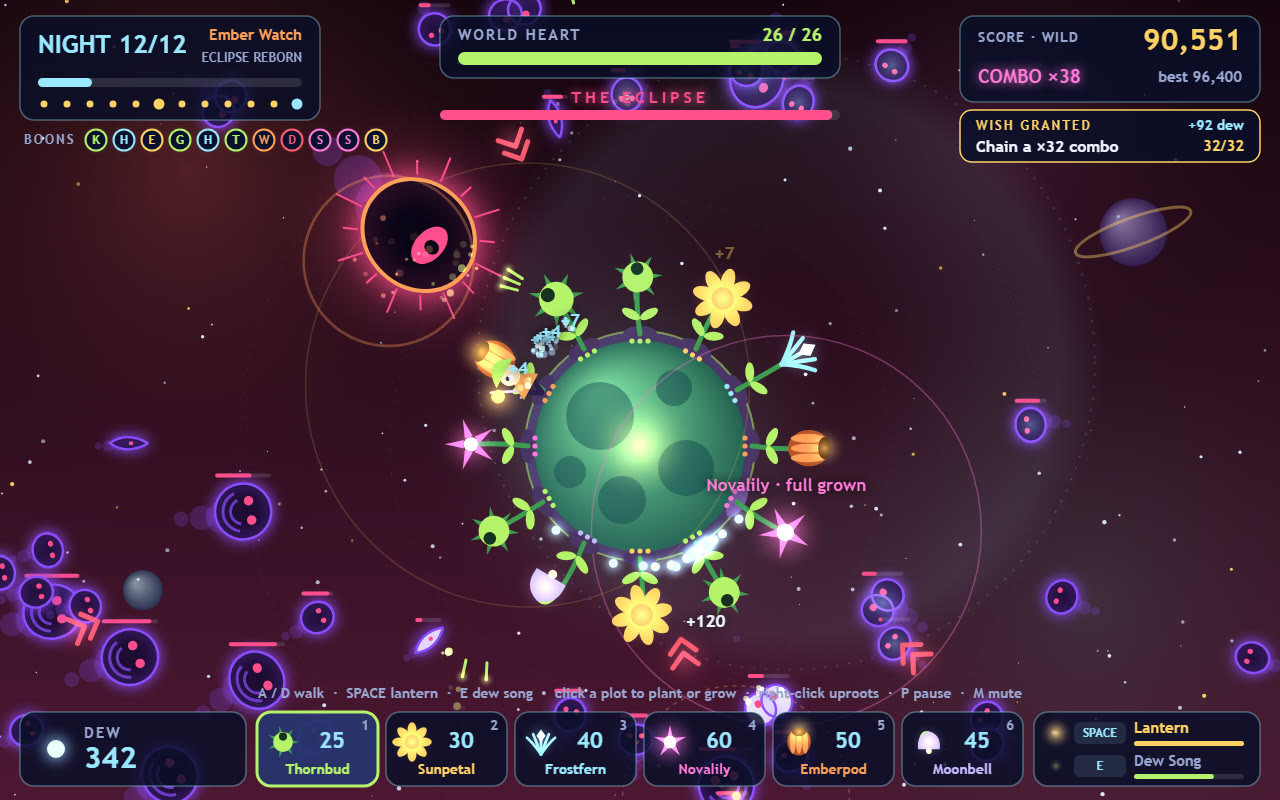 NIGHT 12/12
Ember Watch
ECLIPSE REBORN
BOONS K H E G H T W D S S B
WORLD HEART
26 / 26
THE ECLIPSE
SCORE · WILD
90,551
COMBO ×38
best 96,400
WISH GRANTED
+92 dew
Chain a ×32 combo
32/32
+7
+7
+4
+4
Novalily · full grown
+120
A / D walk · SPACE lantern · E dew song · click a plot to plant or grow · right-click uproots · P pause · M mute
DEW
342
1
25
Thornbud
2
30
Sunpetal
3
40
Frostfern
4
60
Novalily
5
50
Emberpod
6
45
Moonbell
SPACE
Lantern
E
Dew Song